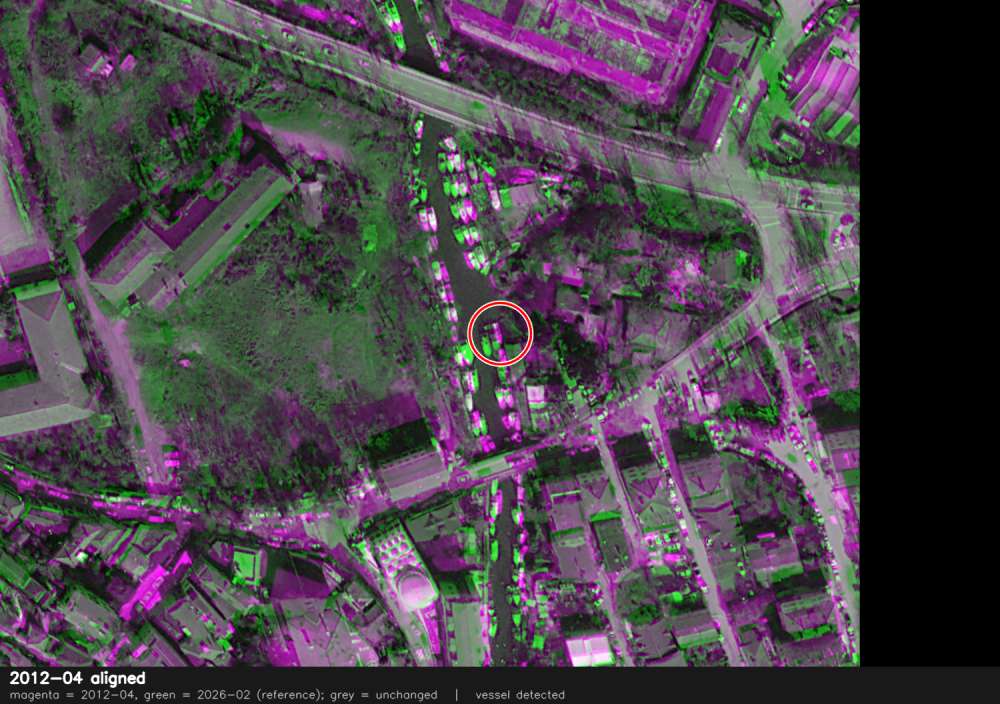 2012-04 aligned
magenta = 2012-04, green = 2026-02 (reference); grey = unchanged | vessel detected